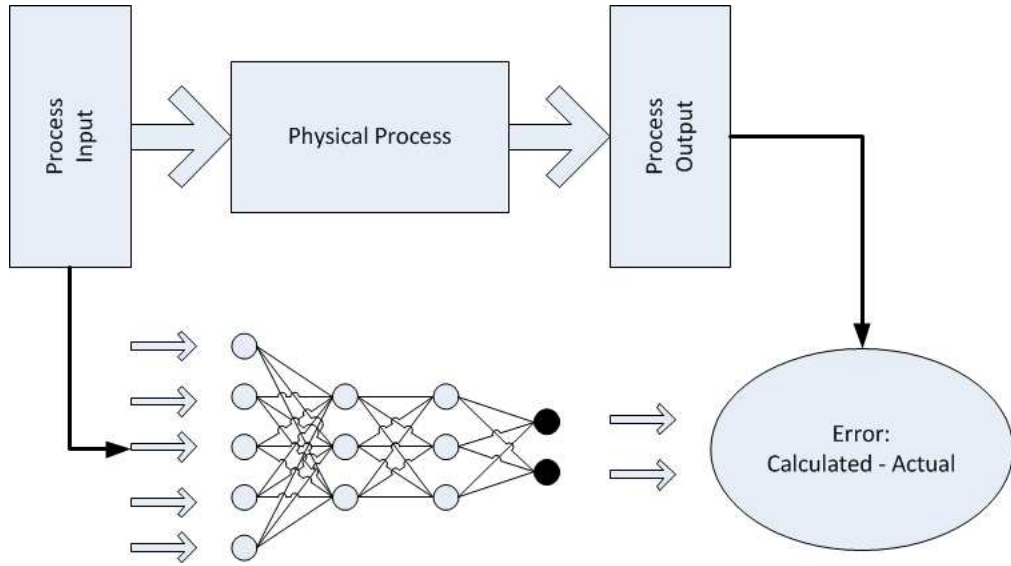 Process
Input
Physical Process
Process
Output
Error:
Calculated - Actual